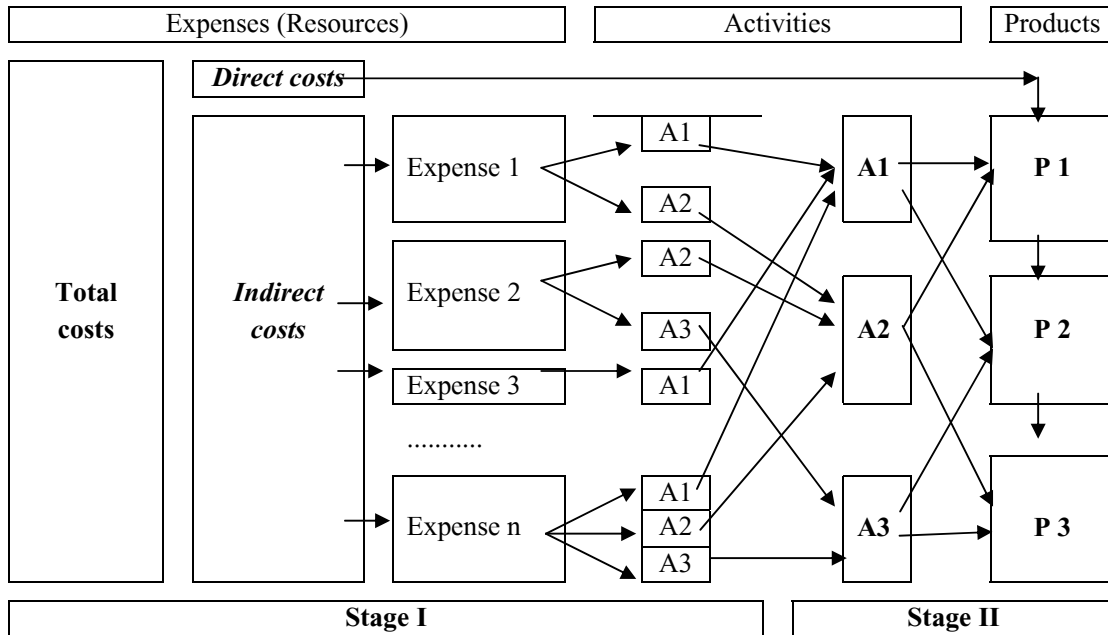 Expenses (Resources)
Activities
Products
Direct costs
Total
costs
Indirect
costs
Expense 1
Expense 2
Expense 3
...........
Expense n
A1
A2
A2
A3
A1
A1
A2
A3
A1
A2
A3
P 1
P 2
P 3
Stage I
Stage II